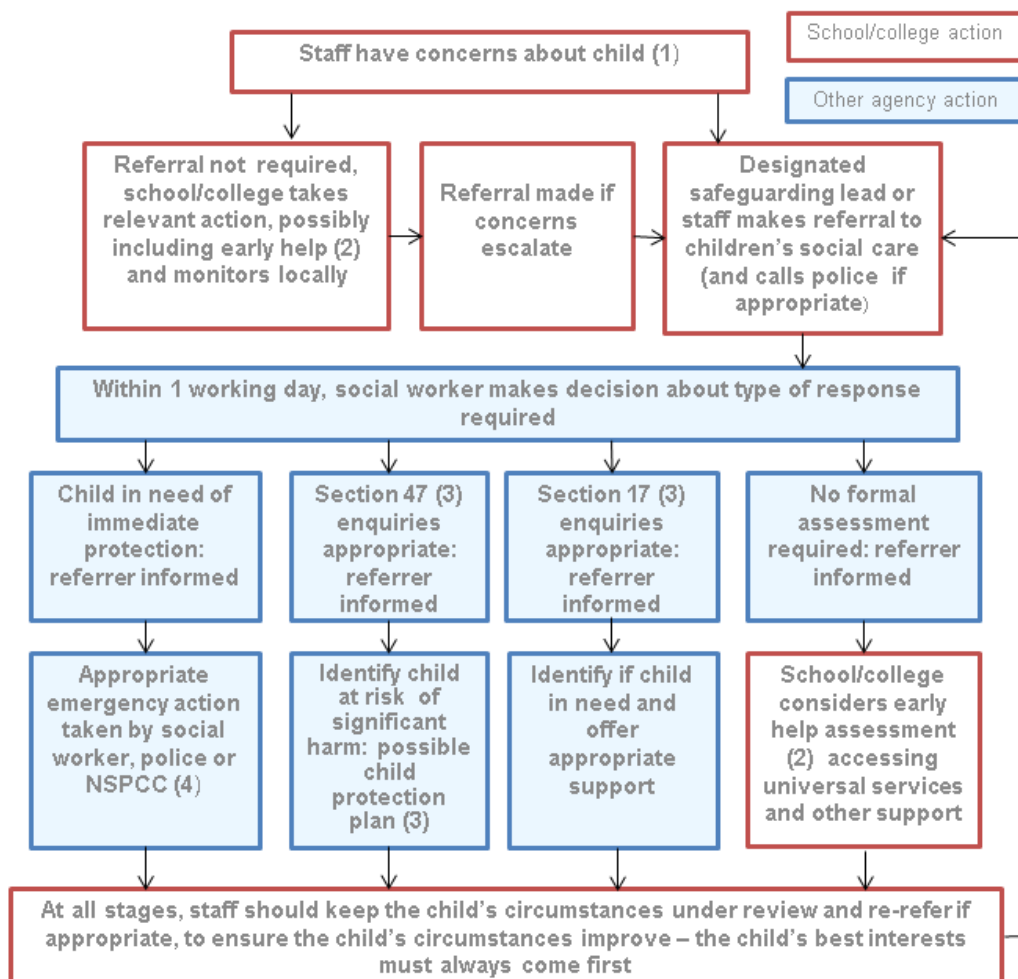 School/college action
Other agency action
Staff have concerns about child (1)
Referral not required,
school/college takes
relevant action, possibly
including early help (2)
and monitors locally
Referral made if
concerns
escalate
Designated
safeguarding lead or
staff makes referral to
children's social care
(and calls police if
appropriate)
Within 1 working day, social worker makes decision about type of response
required
Child in need of
immediate
protection:
referrer informed
Section 47 (3)
enquiries
appropriate:
referrer
informed
Section 17 (3)
enquiries
appropriate:
referrer
informed
No formal
assessment
required: referrer
informed
Appropriate
emergency action
taken by social
worker, police or
NSPCC (4)
Identify child
at risk of
significant
harm: possible
child
protection
plan (3)
Identify if child
in need and
offer
appropriate
support
School/college
considers early
help assessment
(2) accessing
universal services
and other support
At all stages, staff should keep the child's circumstances under review and re-refer if
appropriate, to ensure the child's circumstances improve – the child's best interests
must always come first